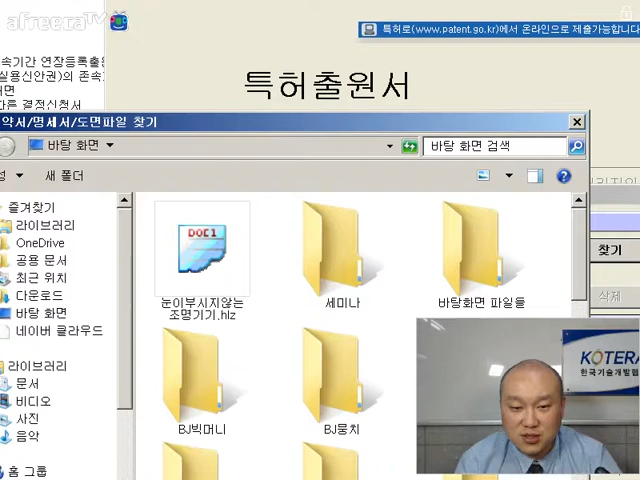 afreecaTV
특허로(www.patent.go.kr)에서 온라인으로 제출가능합니다
속기간 연장등록출원
실용신안권)의 존속
다른 결정신청서
특허출원서
약서/명세서/도면파일 찾기
바탕 화면
바탕 화면 검색
성
새 폴더
즐겨찾기
라이브러리
OneDrive
공용 문서
최근 위치
다운로드
바탕 화면
네이버 클라우드
라이브러리
문서
비디오
사진
음악
홈 그룹
DOC1
눈이부시지않는
조명기기.hlz
세미나
바탕화면 파일들
BJ박머니
BJ뭉치
찾기
삭제
KOTERA
한국기술개발협